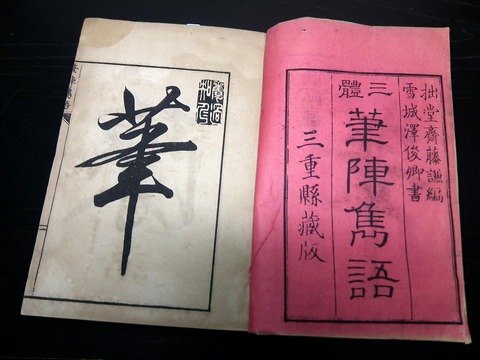 拙堂齋藤謙編
雪城澤俊卿書
三體
筆陣雋語
三重縣藏版
筆